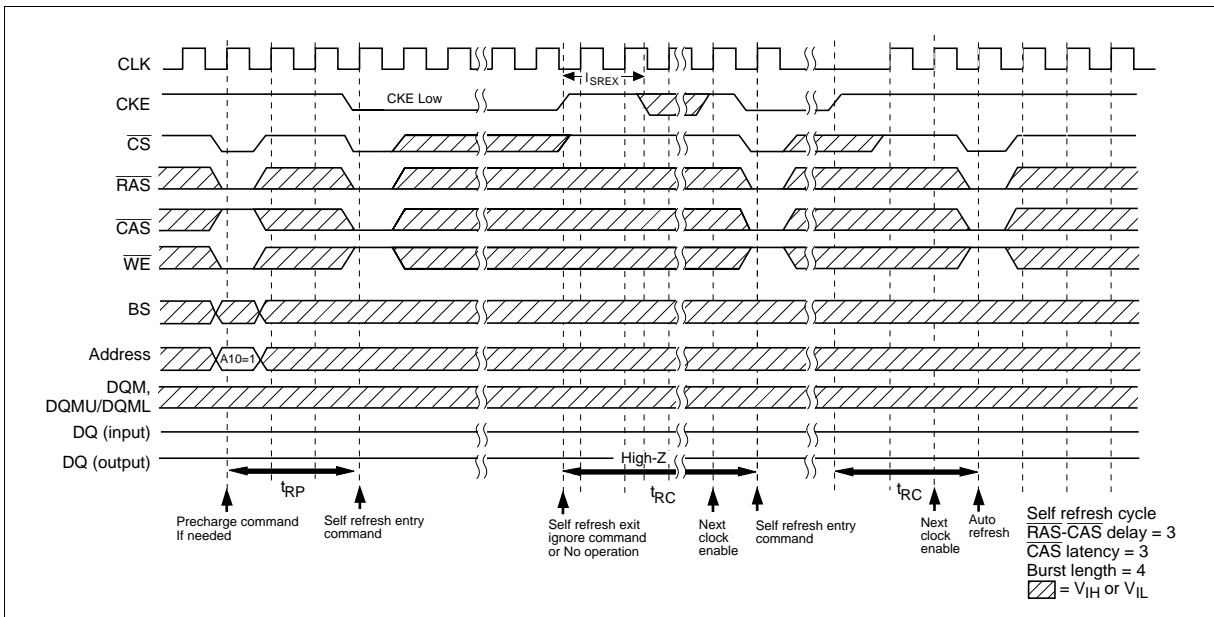 CLK
lSREX
CKE
CKE Low
CS
RAS
CAS
WE
BS
Address
A10=1
DQM,
DQMU/DQML
DQ (input)
DQ (output)
High-Z
tRP
tRC
tRC
Precharge command
If needed
Self refresh entry
command
Self refresh exit
ignore command
or No operation
Next
clock
enable
Self refresh entry
command
Next
clock
enable
Auto
refresh
Self refresh cycle
RAS-CAS delay = 3
CAS latency = 3
Burst length = 4
= VIH or VIL